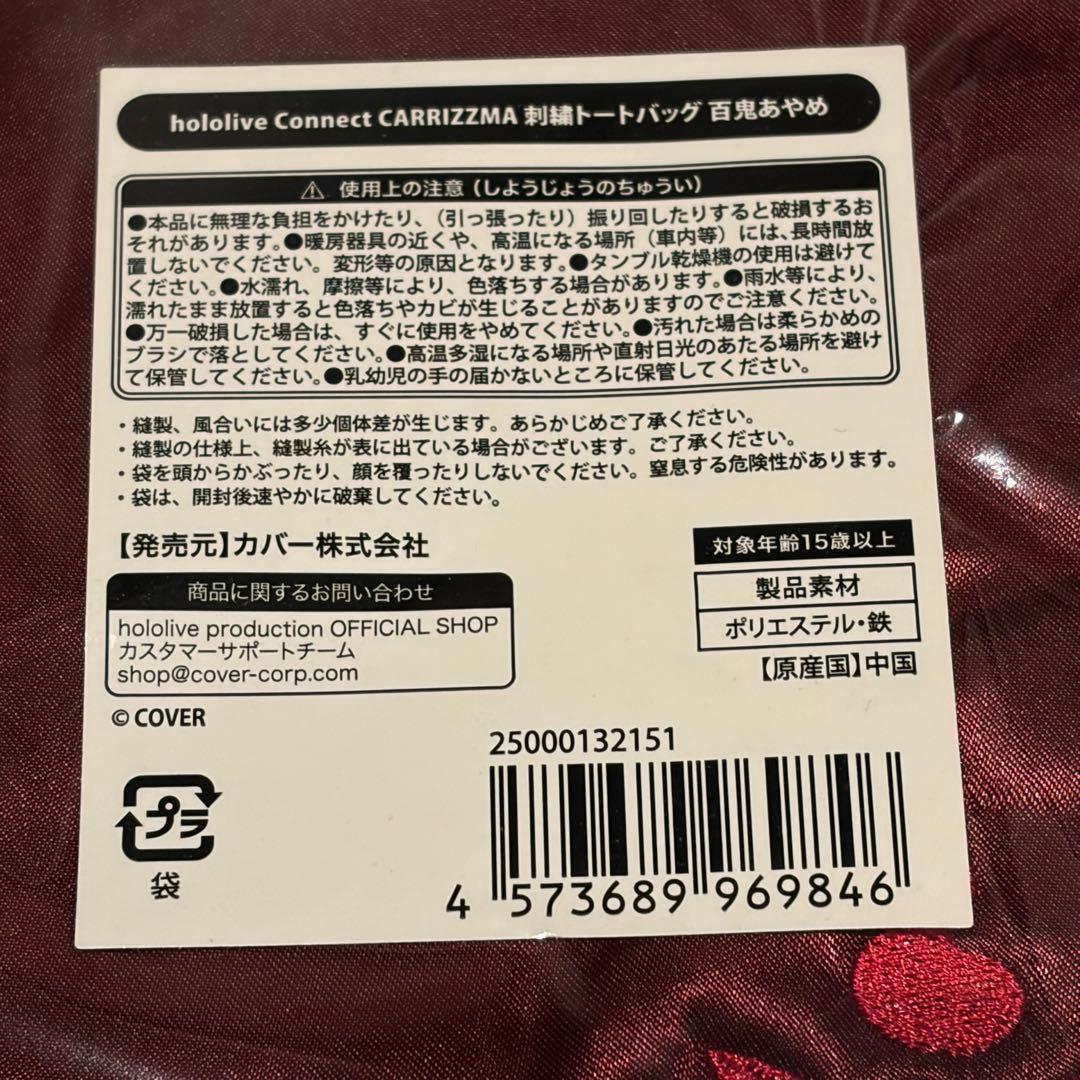 hololive Connect CARRIZZMA 刺繍トートバッグ 百鬼あやめ
⚠ 使用上の注意（しようじょうのちゅうい）
●本品に無理な負担をかけたり、（引っ張ったり）振り回したりすると破損するお
それがあります。●暖房器具の近くや、高温になる場所（車内等）には、長時間放
置しないでください。変形等の原因となります。●タンブル乾燥機の使用は避けて
ください。●水濡れ、摩擦等により、色落ちする場合があります。●雨水等により、
濡れたまま放置すると色落ちやカビが生じることがありますのでご注意ください。
●万一破損した場合は、すぐに使用をやめてください。●汚れた場合は柔らかめの
ブラシで落としてください。●高温多湿になる場所や直射日光のあたる場所を避け
て保管してください。●乳幼児の手の届かないところに保管してください。
・縫製、風合いには多少個体差が生じます。あらかじめご了承ください。
・縫製の仕様上、縫製糸が表に出ている場合がございます。ご了承ください。
・袋を頭からかぶったり、顔を覆ったりしないでください。窒息する危険性があります。
・袋は、開封後速やかに破棄してください。
【発売元】カバー株式会社
商品に関するお問い合わせ
hololive production OFFICIAL SHOP
カスタマーサポートチーム
shop@cover-corp.com
© COVER
対象年齢15歳以上
製品素材
ポリエステル・鉄
【原産国】中国
プラ
袋
25000132151
4 573689 969846